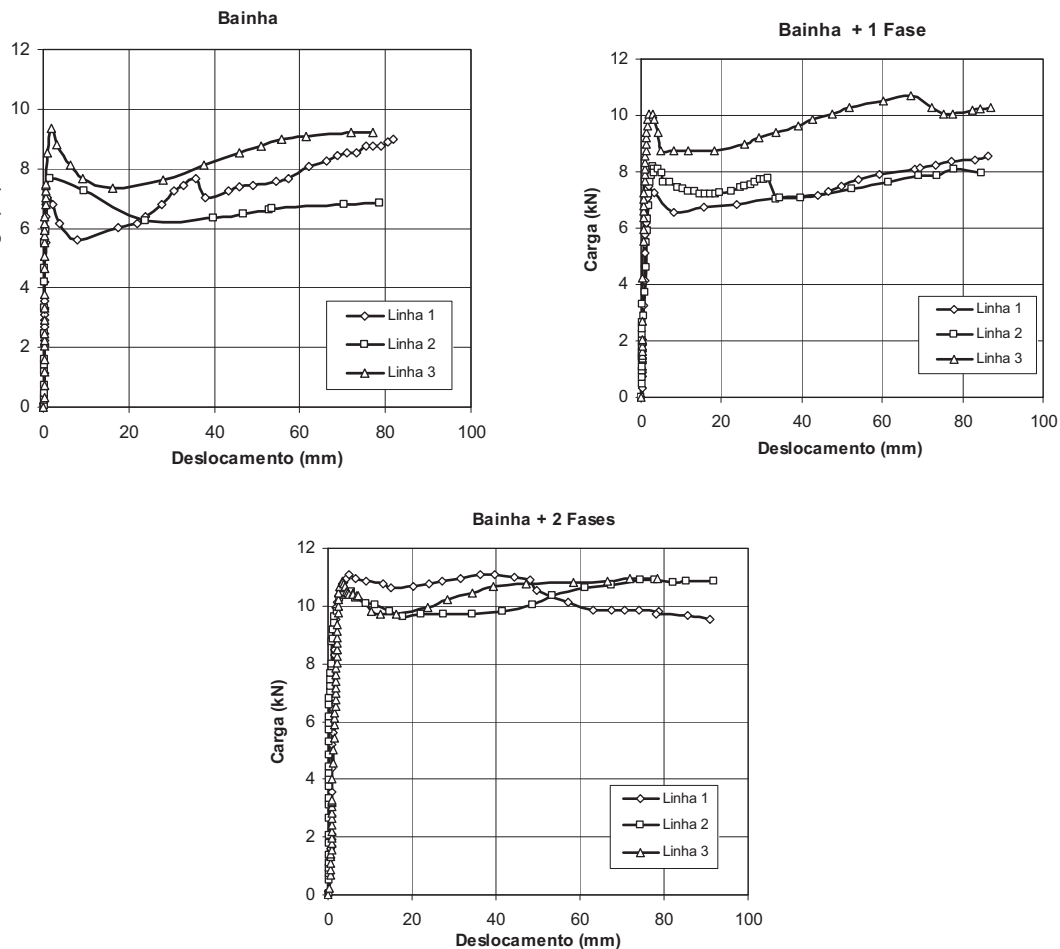 Bainha
12
10
8
6
4
2
0
0 20 40 60 80 100
Deslocamento (mm)
Linha 1
Linha 2
Linha 3
Bainha + 1 Fase
Carga (kN)
12
10
8
6
4
2
0
0 20 40 60 80 100
Deslocamento (mm)
Linha 1
Linha 2
Linha 3
Bainha + 2 Fases
Carga (kN)
12
10
8
6
4
2
0
0 20 40 60 80 100
Deslocamento (mm)
Linha 1
Linha 2
Linha 3